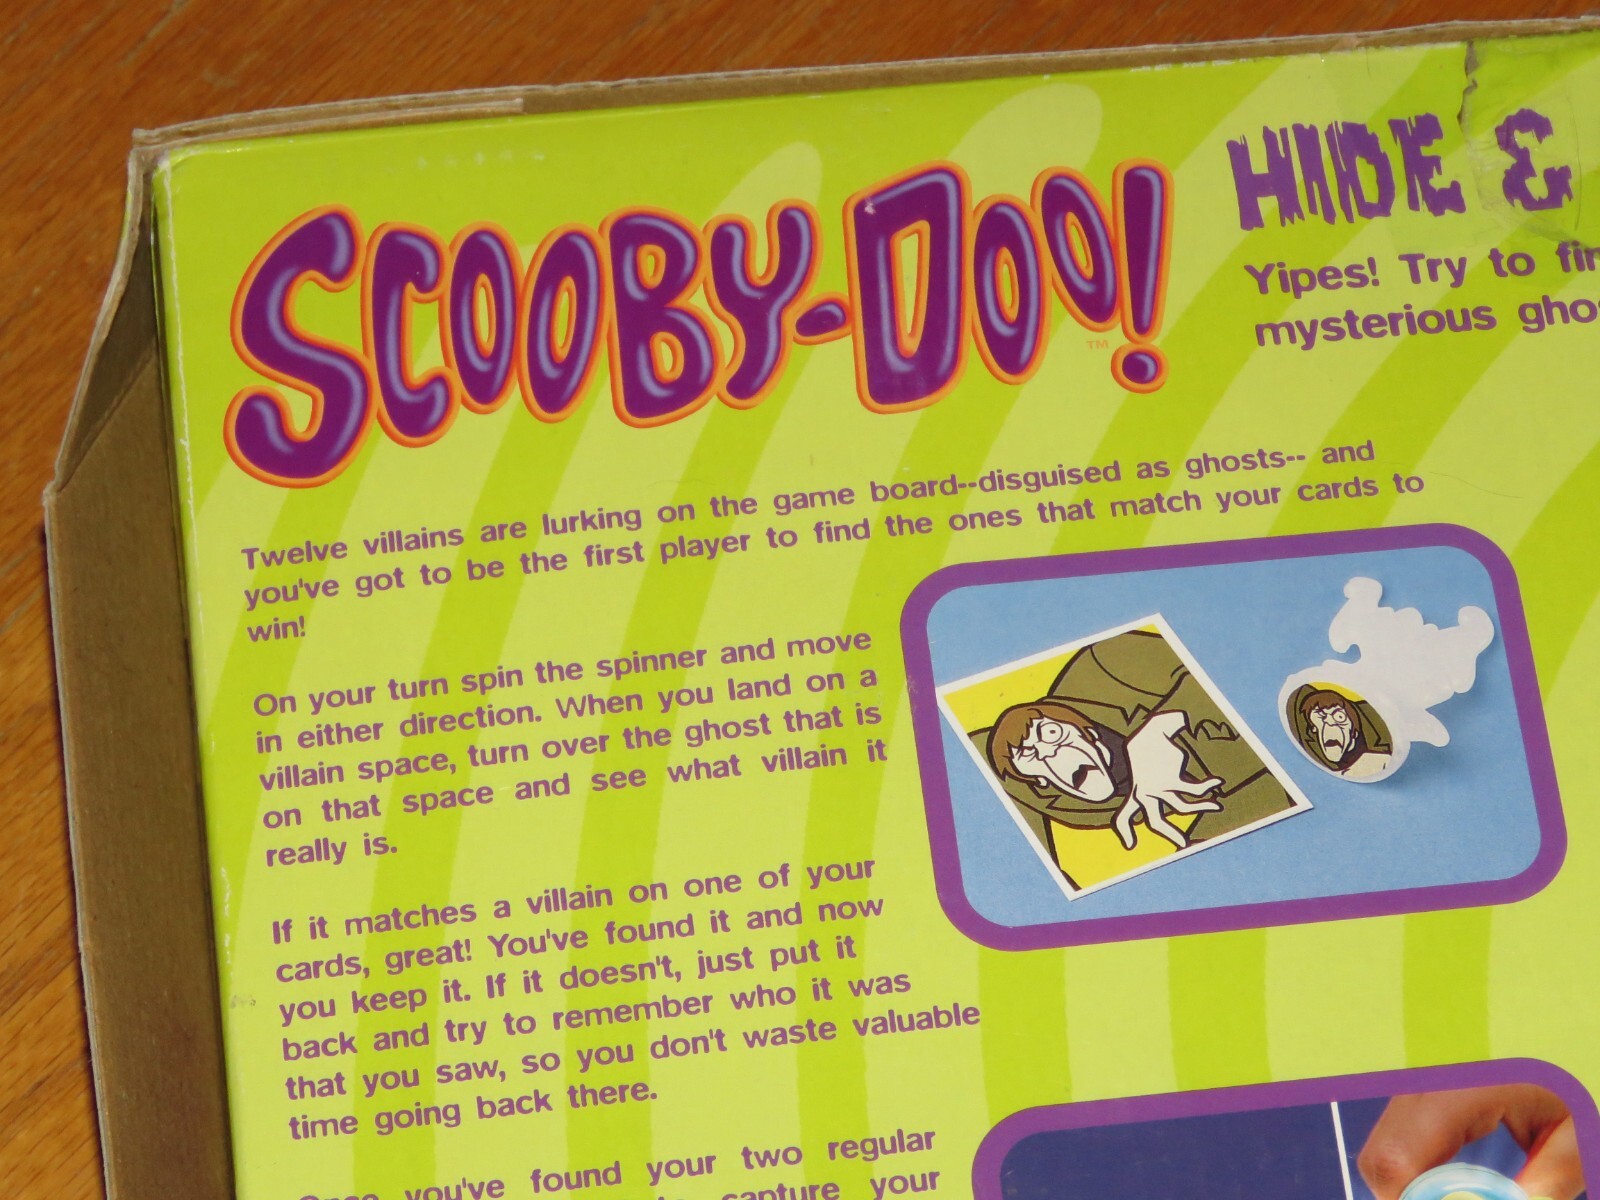 SCOOBY-DOO!
TM
HIDE &
Yipes! Try to
mysterious
Twelve villains are lurking on the game board--disguised as ghosts-- and
you've got to be the first player to find the ones that match your cards to
win!
On your turn spin the spinner and move
in either direction. When you land on a
villain space, turn over the ghost that is
on that space and see what villain it
really is.
If it matches a villain on one of your
cards, great! You've found it and now
you keep it. If it doesn't, just put it
back and try to remember who it was
that you saw, so you don't waste valuable
time going back there.
Once you've found your two regular
capture your